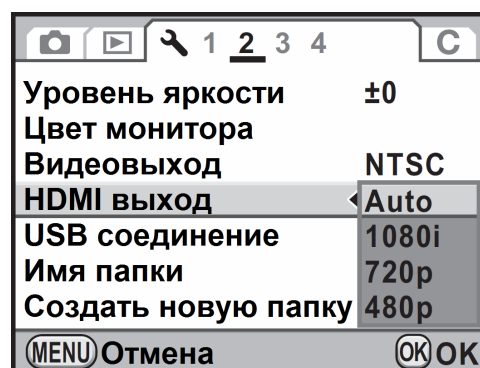 1 2 3 4 C
Уровень яркости ±0
Цвет монитора
Видеовыход NTSC
HDMI выход Auto
USB соединение 1080i
Имя папки 720p
Создать новую папку 480p
MENU Отмена OK OK